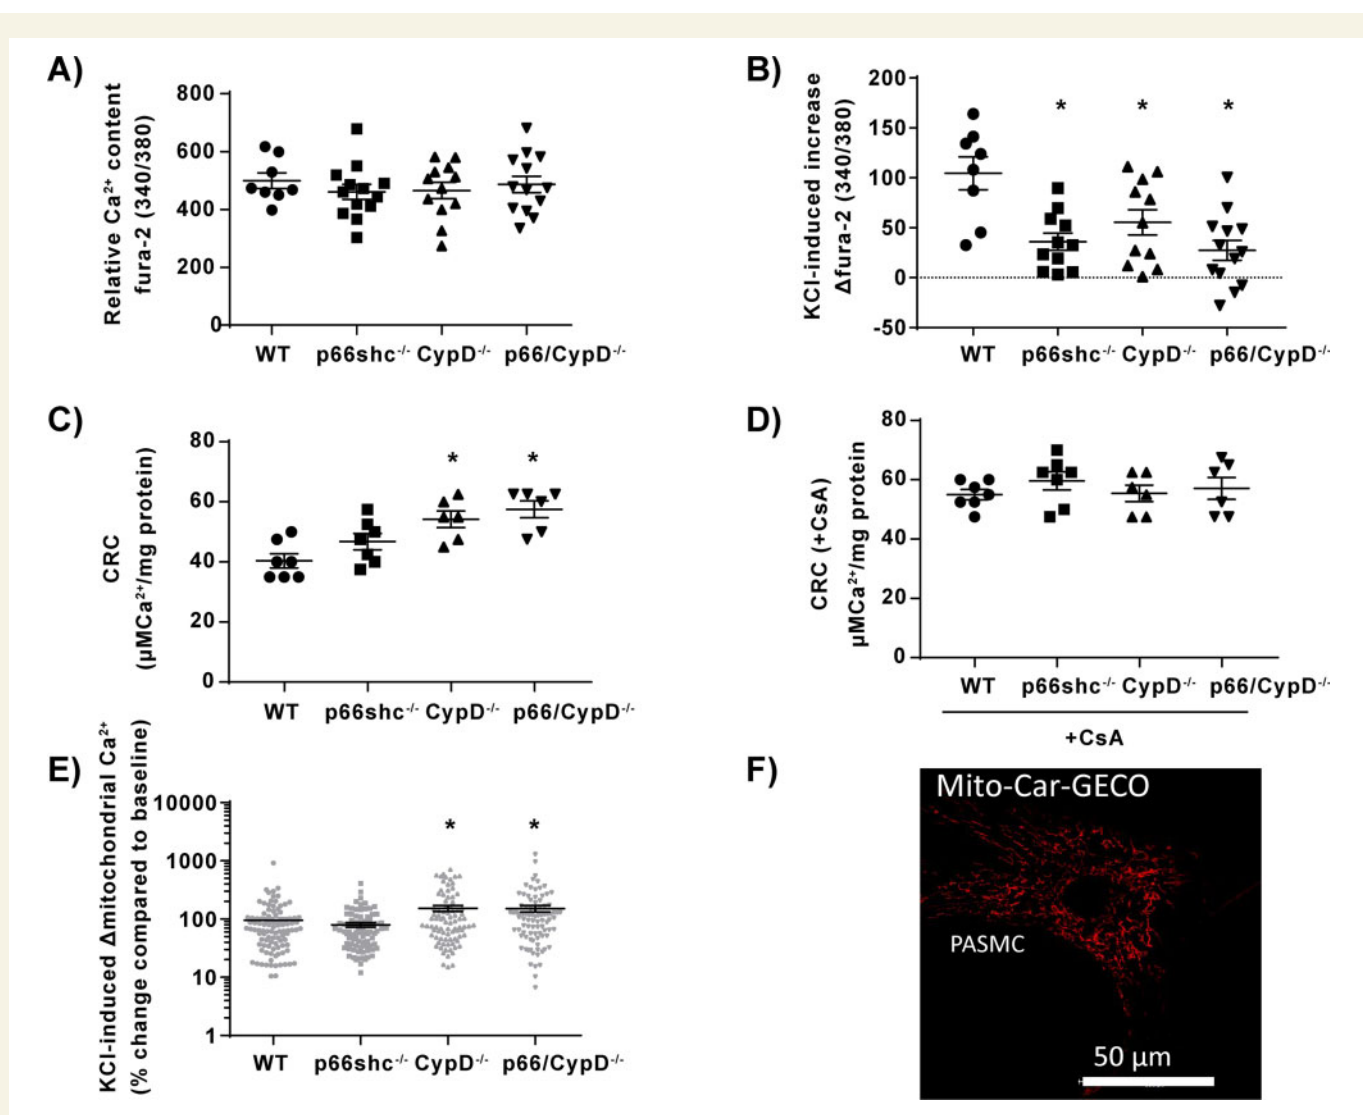 A)
Relative Ca²⁺ content
fura-2 (340/380)
800
600
400
200
0
WT p66shc⁻/⁻ CypD⁻/⁻ p66/CypD⁻/⁻
B)
KCl-induced increase
Δfura-2 (340/380)
200
150
100
50
0
-50
* * *
WT p66shc⁻/⁻ CypD⁻/⁻ p66/CypD⁻/⁻
C)
CRC
(µMCa²⁺/mg protein)
80
60
40
20
0
* *
WT p66shc⁻/⁻ CypD⁻/⁻ p66/CypD⁻/⁻
D)
CRC (+CsA)
µMCa²⁺/mg protein
80
60
40
20
0
WT p66shc⁻/⁻ CypD⁻/⁻ p66/CypD⁻/⁻
+CsA
E)
KCl-induced Δmitochondrial Ca²⁺
(% change compared to baseline)
10000
1000
100
10
1
* *
WT p66shc⁻/⁻ CypD⁻/⁻ p66/CypD⁻/⁻
F)
Mito-Car-GECO
PASMC
50 µm